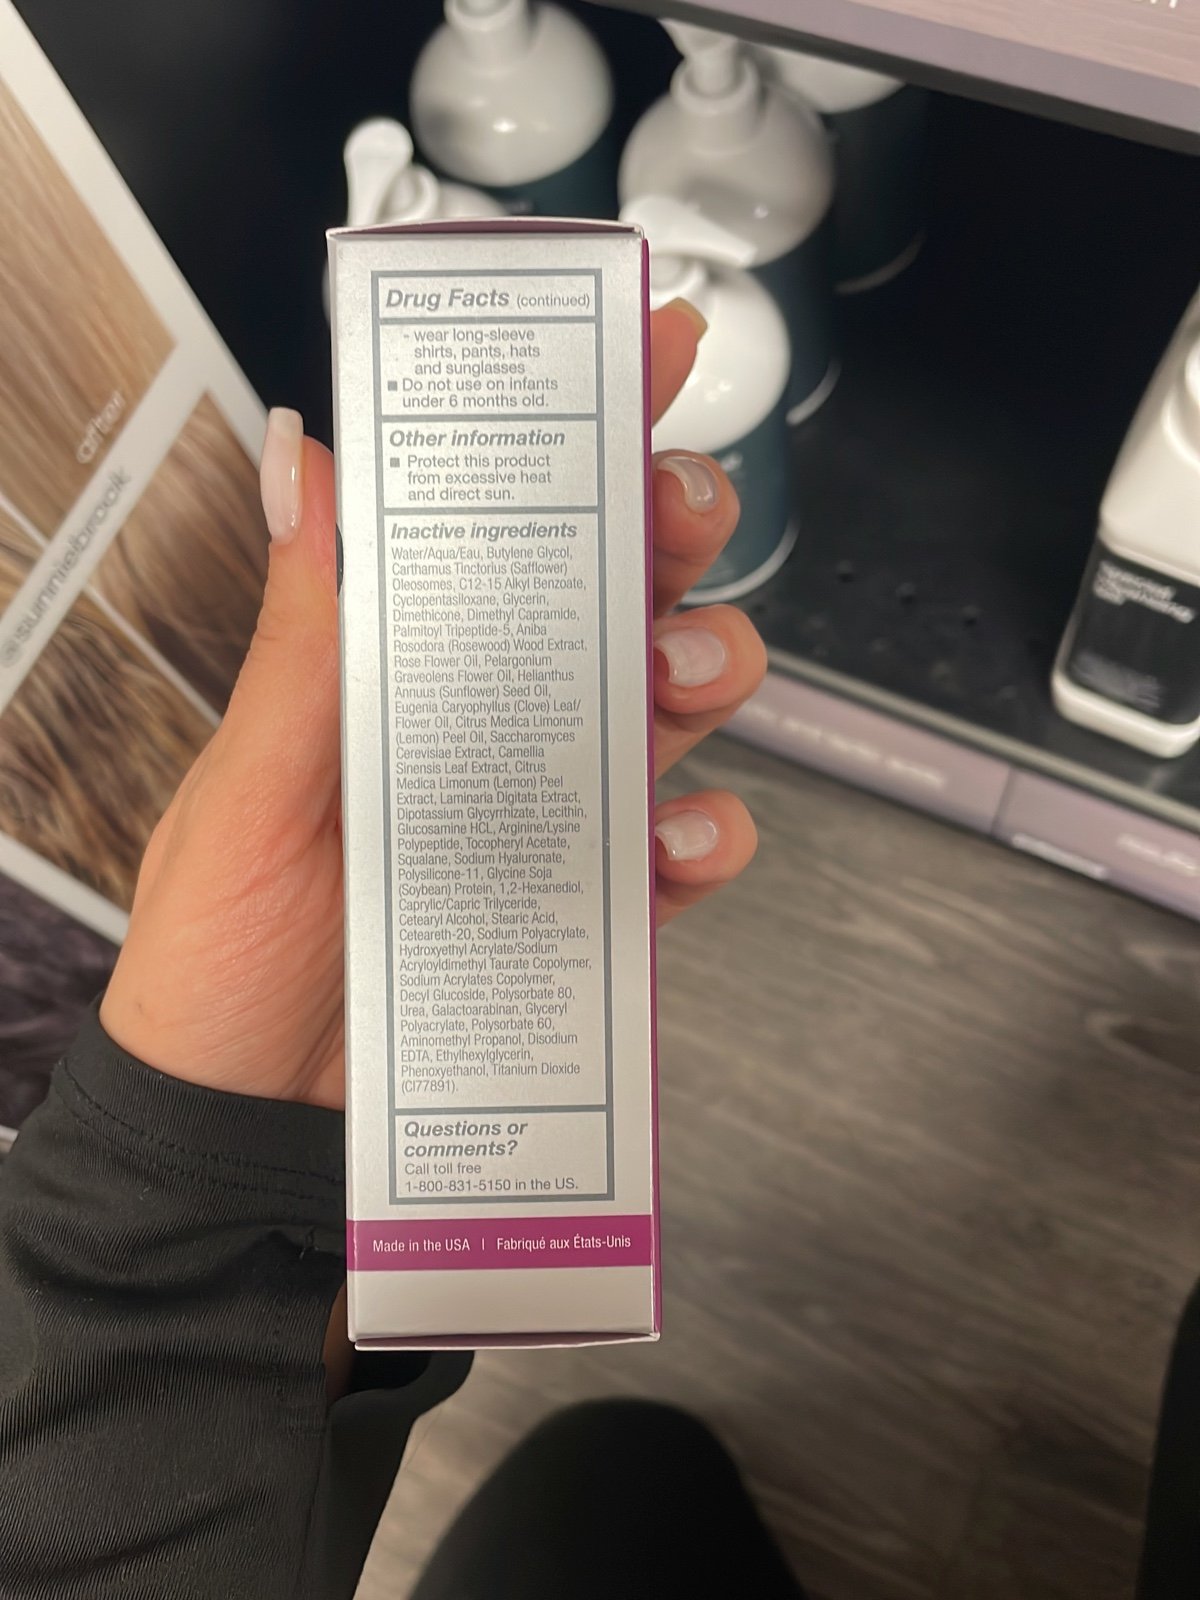 after
@sunniebrook
Drug Facts (continued)
- wear long-sleeve
shirts, pants, hats
and sunglasses
■ Do not use on infants
under 6 months old.
Other information
■ Protect this product
from excessive heat
and direct sun.
Inactive ingredients
Water/Aqua/Eau, Butylene Glycol,
Carthamus Tinctorius (Safflower)
Oleosomes, C12-15 Alkyl Benzoate,
Cyclopentasiloxane, Glycerin,
Dimethicone, Dimethyl Capramide,
Palmitoyl Tripeptide-5, Aniba
Rosodora (Rosewood) Wood Extract,
Rose Flower Oil, Pelargonium
Graveolens Flower Oil, Helianthus
Annuus (Sunflower) Seed Oil,
Eugenia Caryophyllus (Clove) Leaf/
Flower Oil, Citrus Medica Limonum
(Lemon) Peel Oil, Saccharomyces
Cerevisiae Extract, Camellia
Sinensis Leaf Extract, Citrus
Medica Limonum (Lemon) Peel
Extract, Laminaria Digitata Extract,
Dipotassium Glycyrrhizate, Lecithin,
Glucosamine HCL, Arginine/Lysine
Polypeptide, Tocopheryl Acetate,
Squalane, Sodium Hyaluronate,
Polysilicone-11, Glycine Soja
(Soybean) Protein, 1,2-Hexanediol,
Caprylic/Capric Trilyceride,
Cetearyl Alcohol, Stearic Acid,
Ceteareth-20, Sodium Polyacrylate,
Hydroxyethyl Acrylate/Sodium
Acryloyldimethyl Taurate Copolymer,
Sodium Acrylates Copolymer,
Decyl Glucoside, Polysorbate 80,
Urea, Galactoarabinan, Glyceryl
Polyacrylate, Polysorbate 60,
Aminomethyl Propanol, Disodium
EDTA, Ethylhexylglycerin,
Phenoxyethanol, Titanium Dioxide
(CI77891).
Questions or
comments?
Call toll free
1-800-831-5150 in the US.
Made in the USA | Fabriqué aux États-Unis